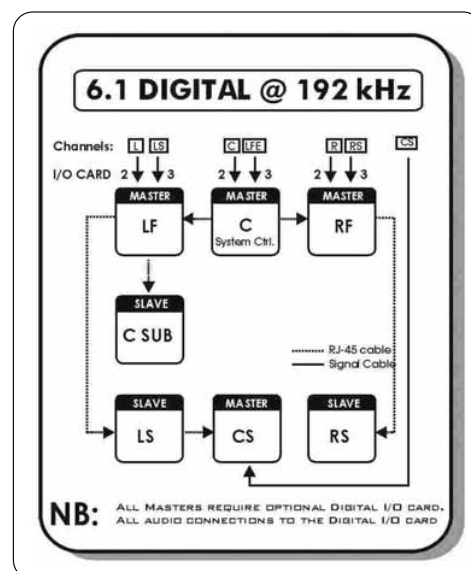 6.1 DIGITAL @ 192 kHz
Channels: L LS C LFE R RS CS
I/O CARD 2 3 2 3 2 3
MASTER MASTER MASTER
LF C RF
System Ctrl.
SLAVE
C SUB
RJ-45 cable
Signal Cable
SLAVE MASTER SLAVE
LS CS RS
NB: ALL MASTERS REQUIRE OPTIONAL DIGITAL I/O CARD.
ALL AUDIO CONNECTIONS TO THE DIGITAL I/O CARD